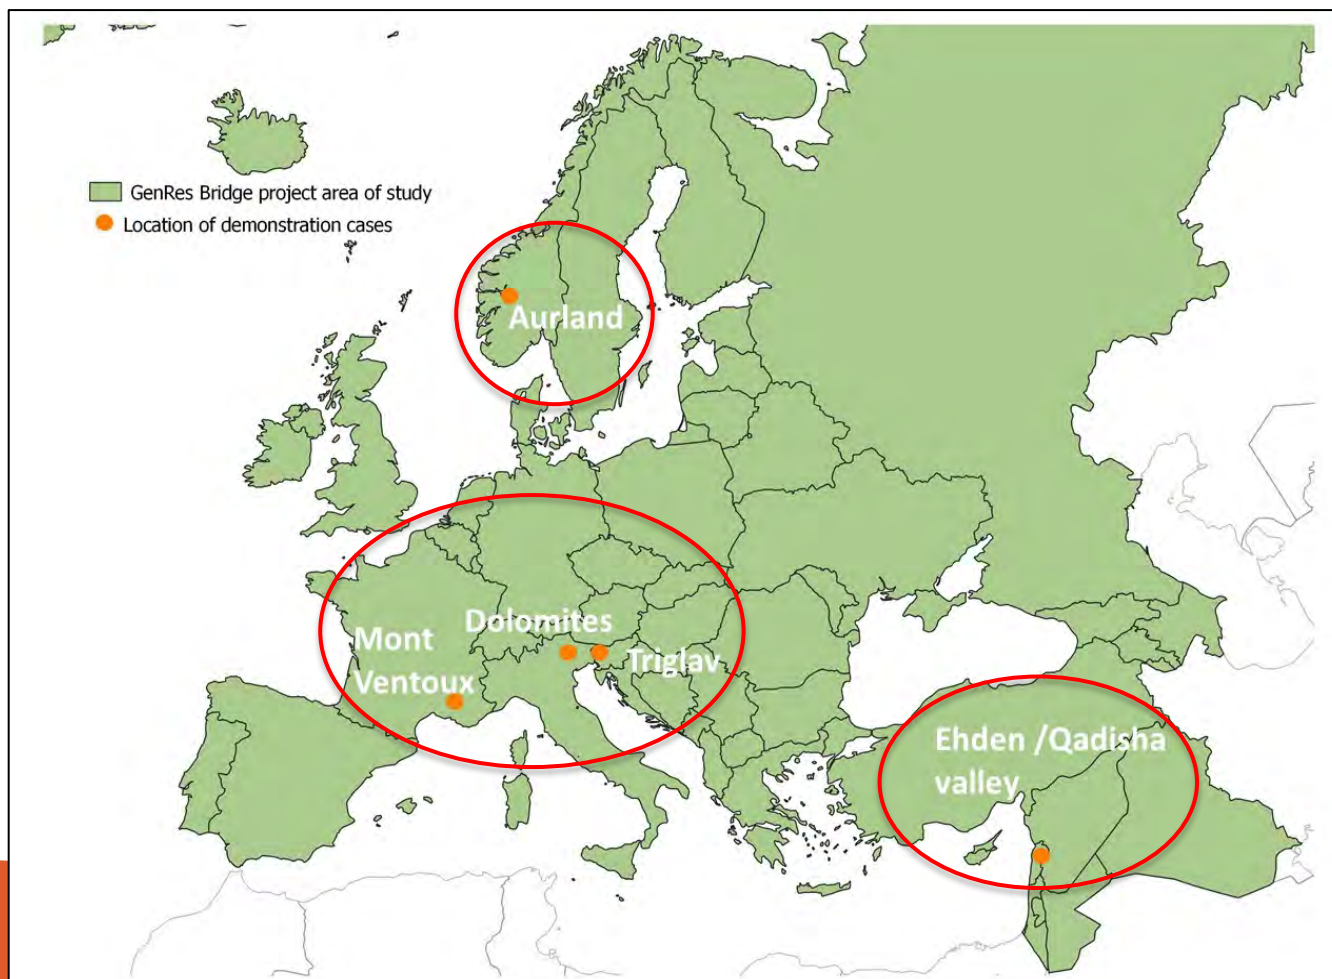 GenRes Bridge project area of study
Location of demonstration cases
Aurland
Dolomites
Mont
Ventoux
Triglav
Ehden /Qadisha
valley